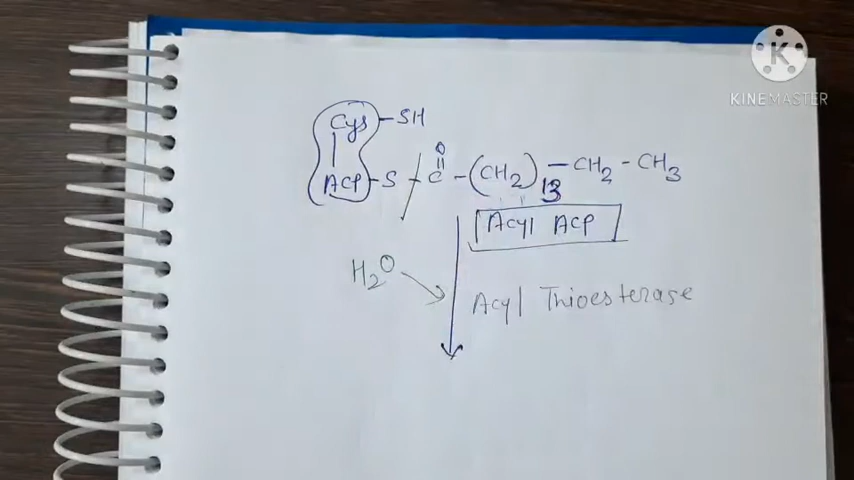 K
KINEMASTER
Cys - SH
ACP - S - C - (CH2)13 - CH2 - CH3
O
Acyl ACP
H2O
Acyl Thioesterase